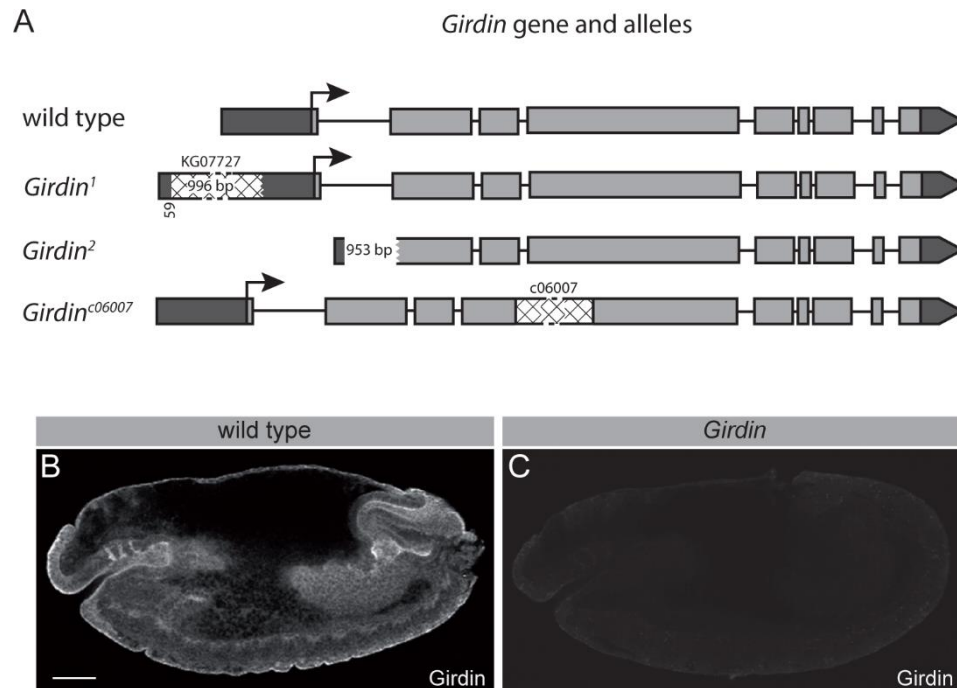 A
Girdin gene and alleles
wild type
KG07727
Girdin1
996 bp
59
Girdin2
953 bp
c06007
Girdinc06007
wild type
Girdin
B
C
Girdin
Girdin